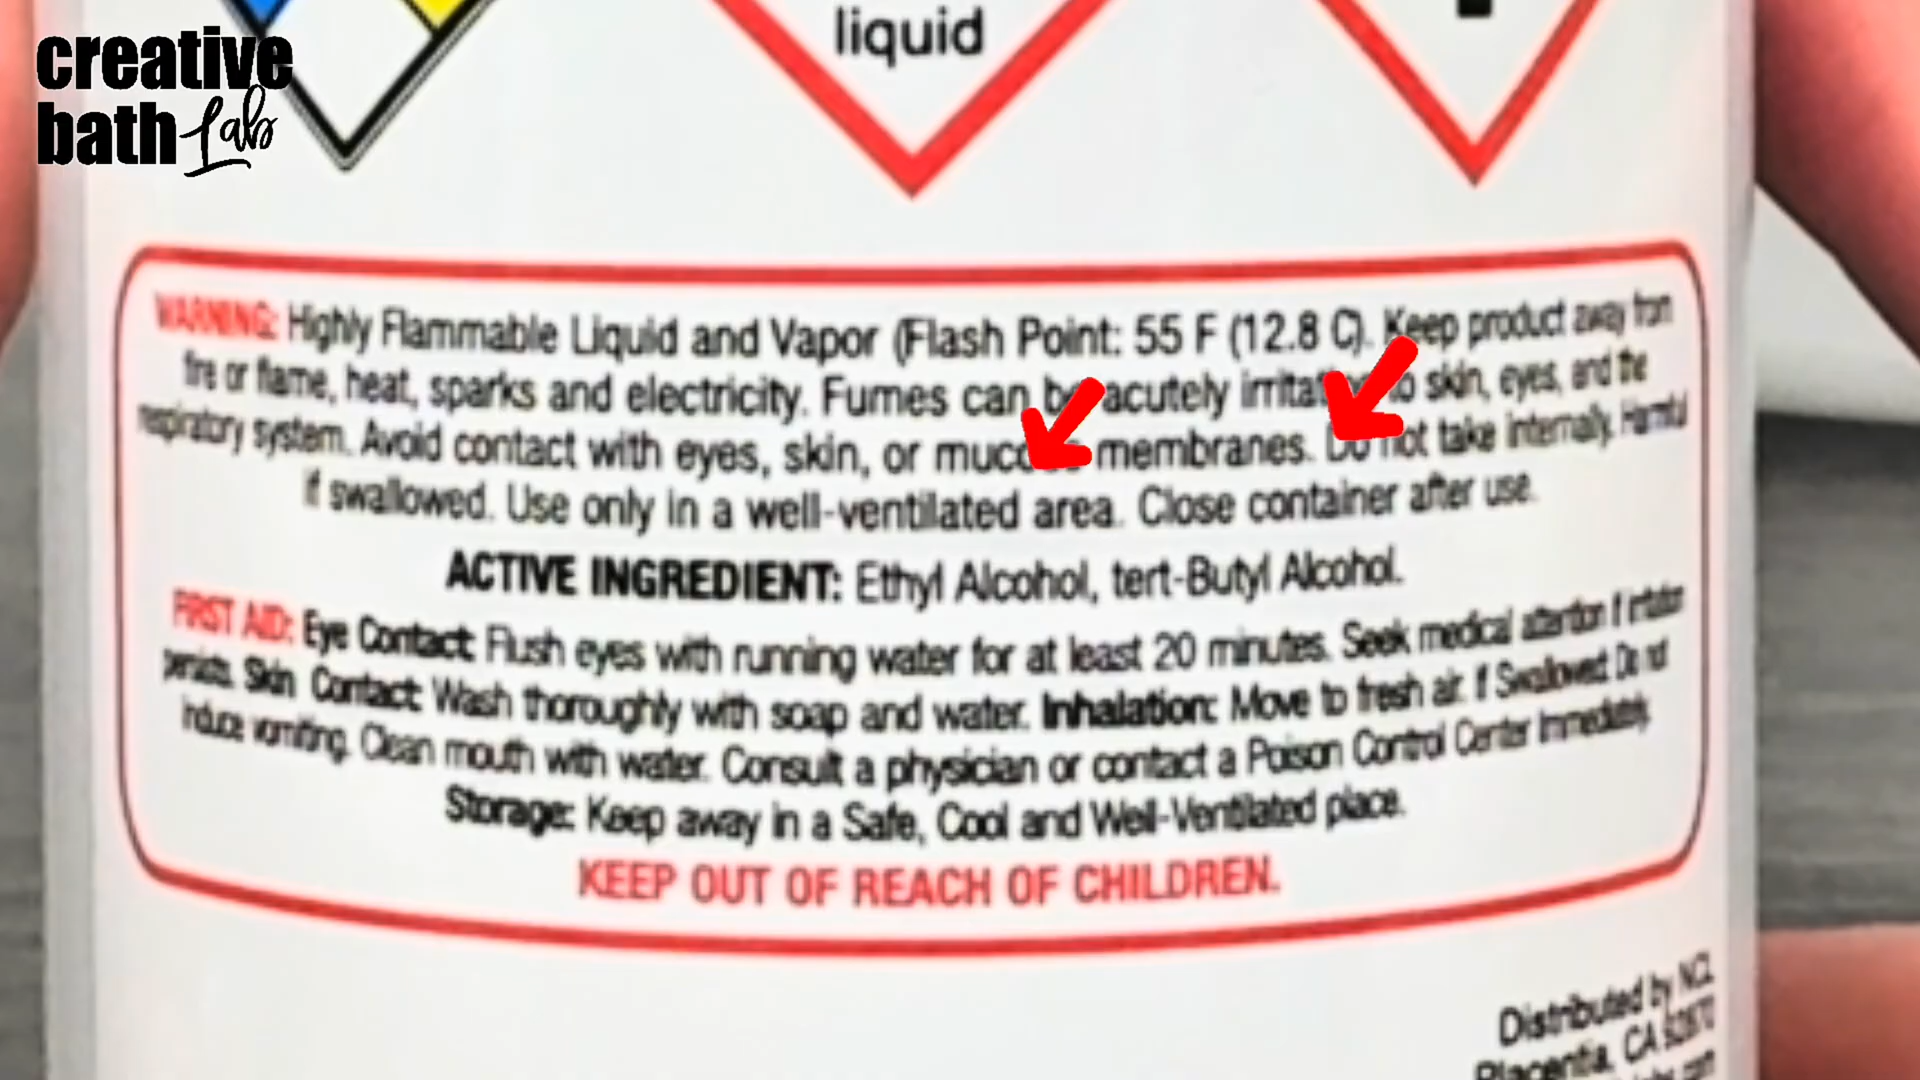 creative
bath Lab
liquid
WARNING: Highly Flammable Liquid and Vapor (Flash Point: 55 F (12.8 C). Keep product away from
fire or flame, heat, sparks and electricity. Fumes can be acutely to skin, eyes, and the
respiratory system. Avoid contact with eyes, skin, or membranes. Do not take internally. Harmful
if swallowed. Use only in a well-ventilated area. Close container after use.
ACTIVE INGREDIENT: Ethyl Alcohol, tert-Butyl Alcohol.
FIRST AID: Eye Contact: Flush eyes with running water for at least 20 minutes. Seek medical attention if irritation
persists. Skin Contact: Wash thoroughly with soap and water. Inhalation: Move to fresh air. If Swallowed: Do not
induce vomiting. Clean mouth with water. Consult a physician or contact a Poison Control Center immediately.
Storage: Keep away in a Safe, Cool and Well-Ventilated place.
KEEP OUT OF REACH OF CHILDREN.
Distributed by NCL
Placentia, CA 92870